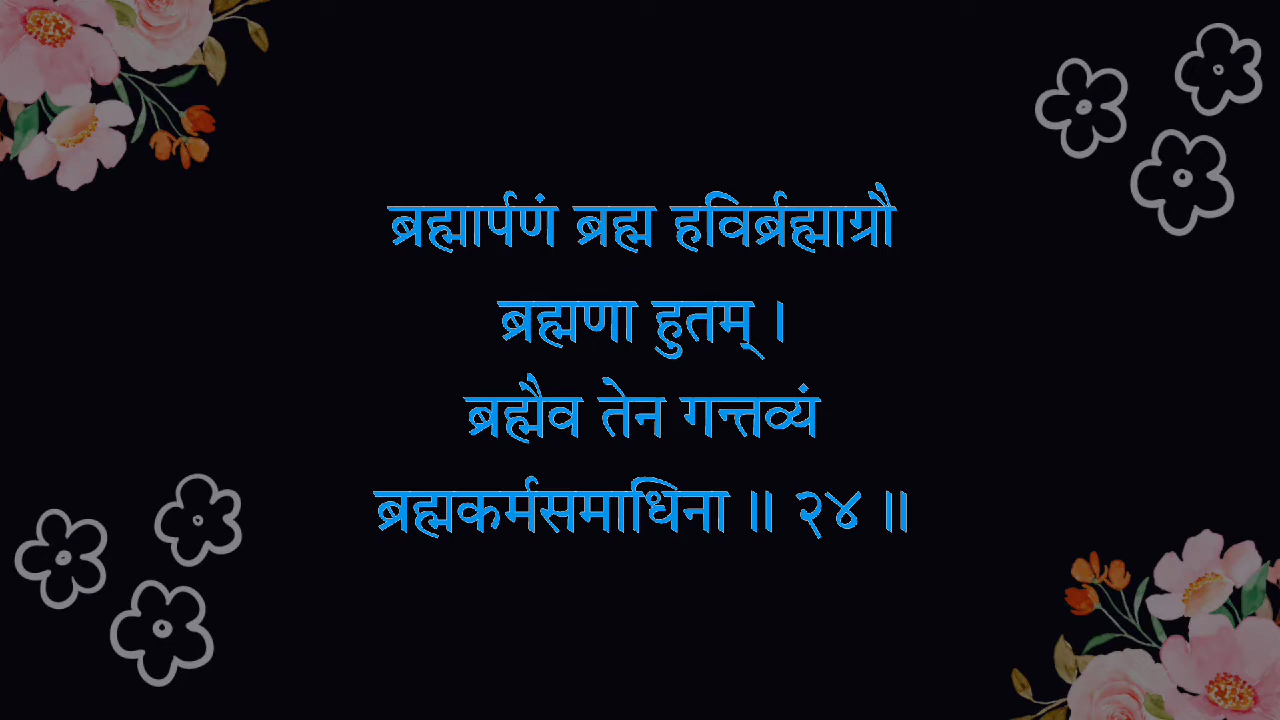 ब्रह्मार्पणं ब्रह्म हविर्ब्रह्माग्रौ
ब्रह्मणा हुतम् ।
ब्रह्मैव तेन गन्तव्यं
ब्रह्मकर्मसमाधिना ॥ २४ ॥